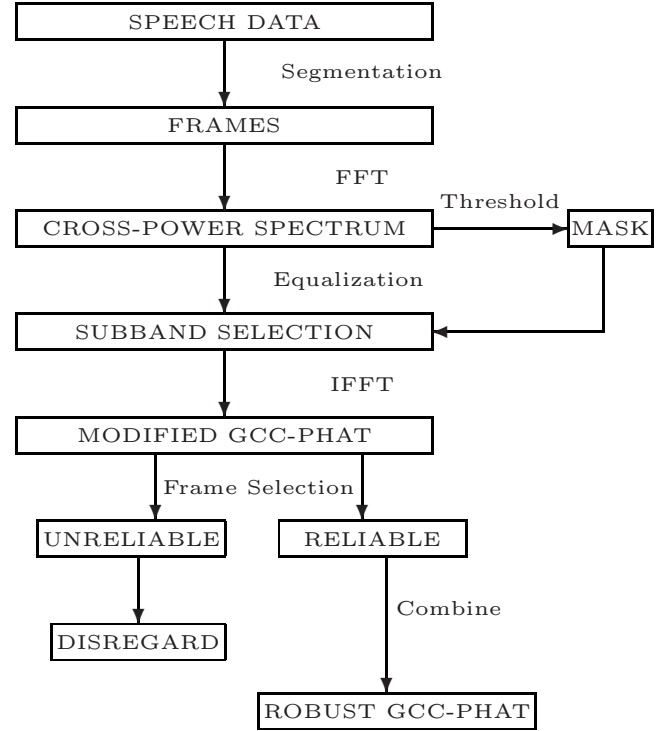 SPEECH DATA
Segmentation
FRAMES
FFT
Threshold
CROSS-POWER SPECTRUM
MASK
Equalization
SUBBAND SELECTION
IFFT
MODIFIED GCC-PHAT
Frame Selection
UNRELIABLE
RELIABLE
Combine
DISREGARD
ROBUST GCC-PHAT